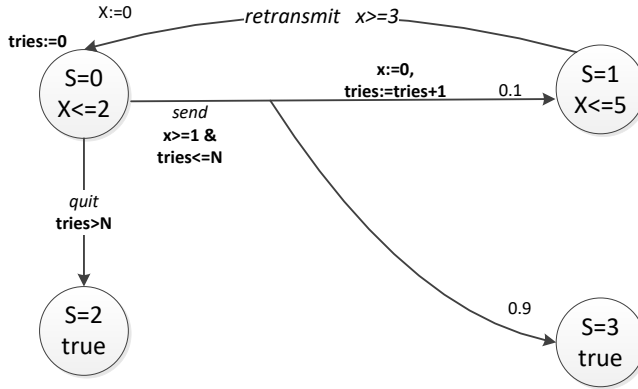 X:=0
retransmit x>=3
tries:=0
S=0
X<=2
x:=0,
tries:=tries+1
0.1
S=1
X<=5
send
x>=1 &
tries<=N
quit
tries>N
0.9
S=2
true
S=3
true